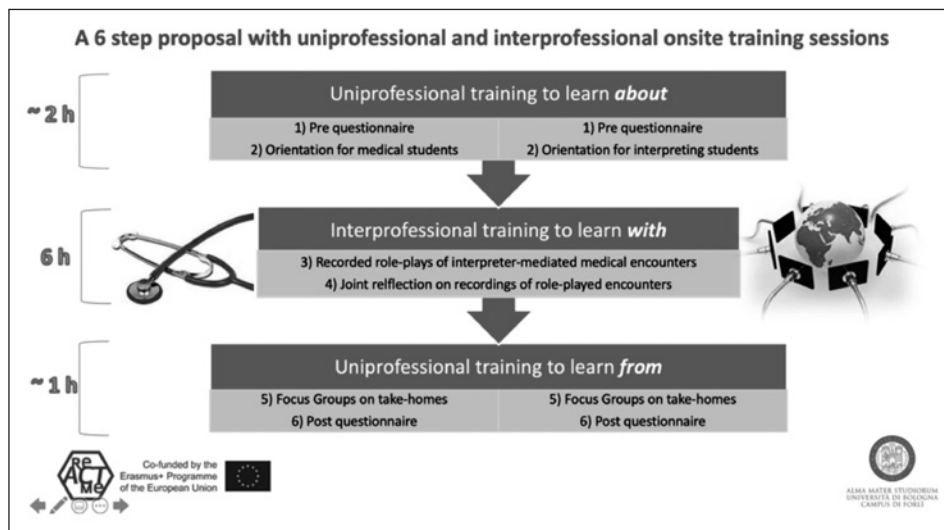 A 6 step proposal with uniprofessional and interprofessional onsite training sessions
~ 2 h
Uniprofessional training to learn about
1) Pre questionnaire
2) Orientation for medical students
1) Pre questionnaire
2) Orientation for interpreting students
6 h
Interprofessional training to learn with
3) Recorded role-plays of interpreter-mediated medical encounters
4) Joint relflection on recordings of role-played encounters
~ 1 h
Uniprofessional training to learn from
5) Focus Groups on take-homes
6) Post questionnaire
5) Focus Groups on take-homes
6) Post questionnaire
Re
ACT
Me
Co-funded by the
Erasmus+ Programme
of the European Union
ALMA MATER STUDIORUM
UNIVERSITÀ DI BOLOGNA
CAMPUS DI FORLÌ